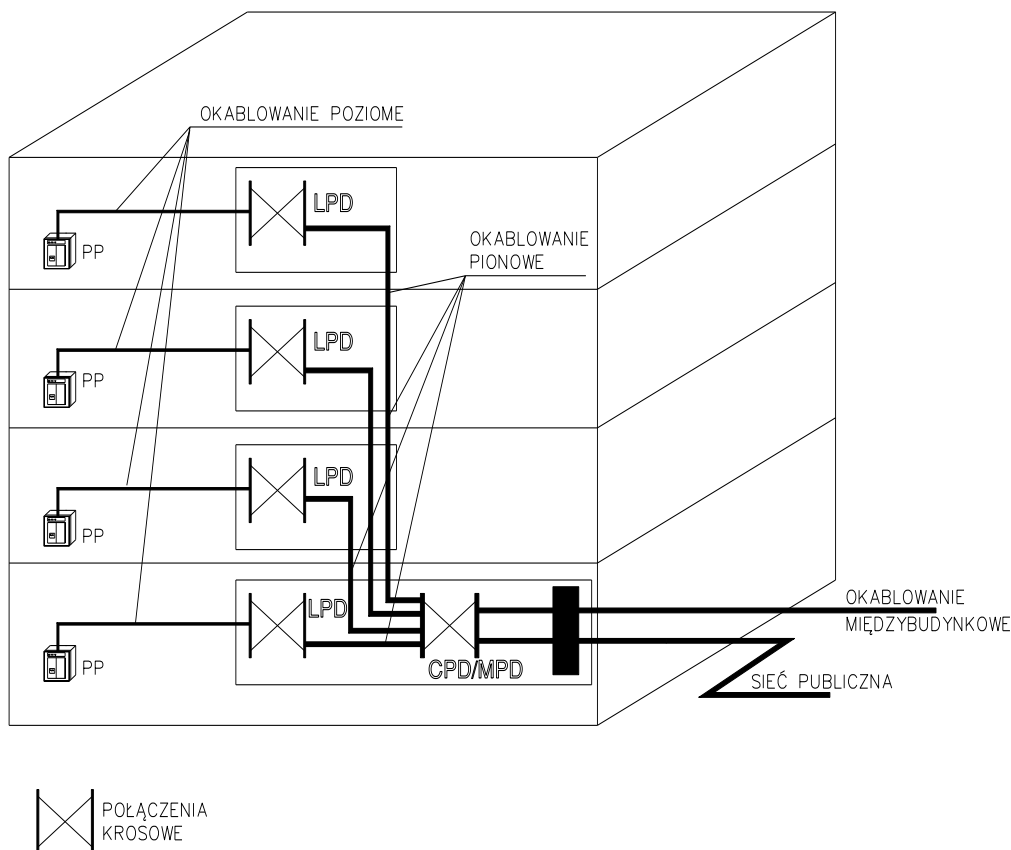 OKABLOWANIE POZIOME
LPD
PP
OKABLOWANIE
PIONOWE
LPD
PP
LPD
PP
LPD
PP
CPD/MPD
OKABLOWANIE
MIĘDZYBUDYNKOWE
SIEĆ PUBLICZNA
POŁĄCZENIA
KROSOWE